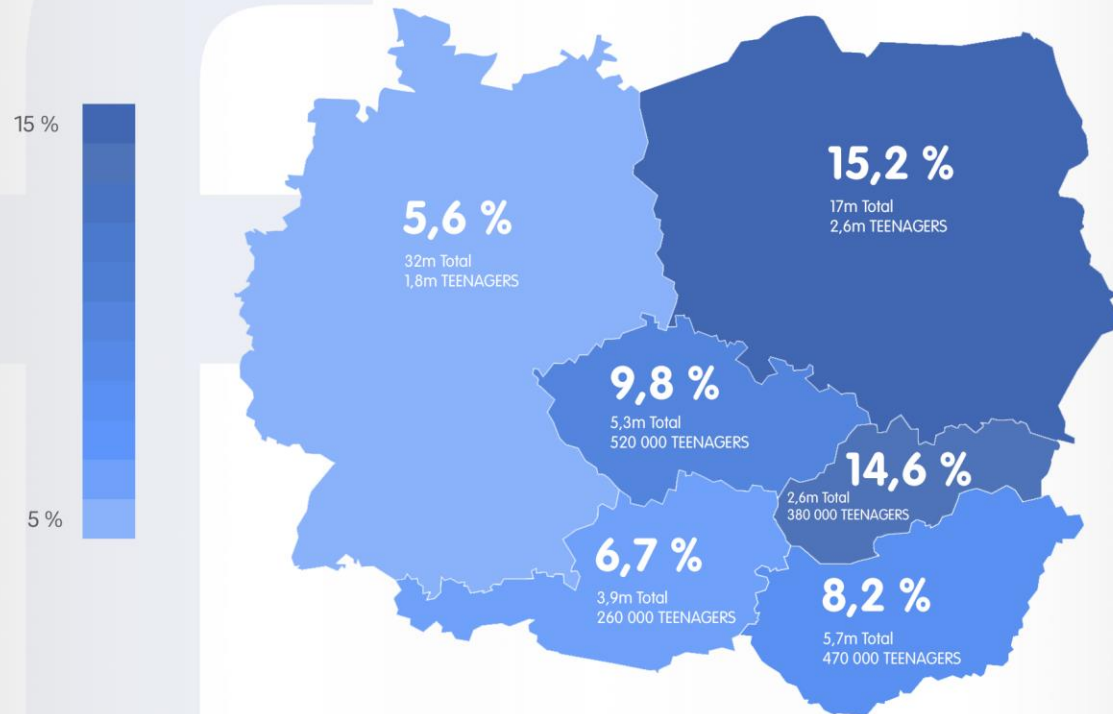 15 %
5 %
5,6 %
32m Total
1,8m TEENAGERS
15,2 %
17m Total
2,6m TEENAGERS
9,8 %
5,3m Total
520 000 TEENAGERS
14,6 %
2,6m Total
380 000 TEENAGERS
6,7 %
3,9m Total
260 000 TEENAGERS
8,2 %
5,7m Total
470 000 TEENAGERS